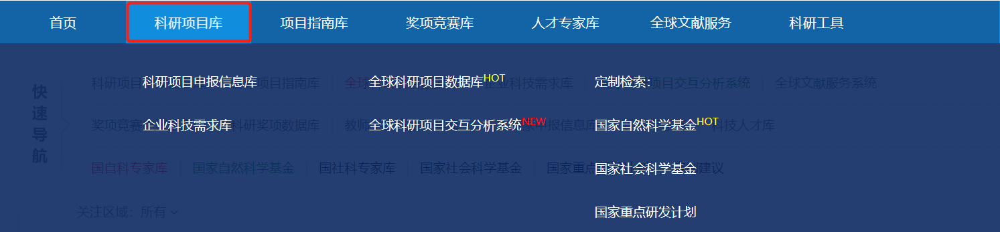 首页 科研项目库 项目指南库 奖项竞赛库 人才专家库 全球文献服务 科研工具
科研项目申报信息库 全球科研项目数据库HOT 定制检索：
企业科技需求库 全球科研项目交互分析系统NEW 国家自然科学基金HOT
国家社会科学基金
国家重点研发计划
快速导航
科研项目 项目指南库 全球 企业科技需求库 项目交互分析系统 全球文献服务系统
奖项竞赛 科研奖项数据库 教师 申报信息库 科技人才库
国自科专家库 国家自然科学基金 国社科专家库 国家社会科学基金 国家重点 建议
关注区域：所有